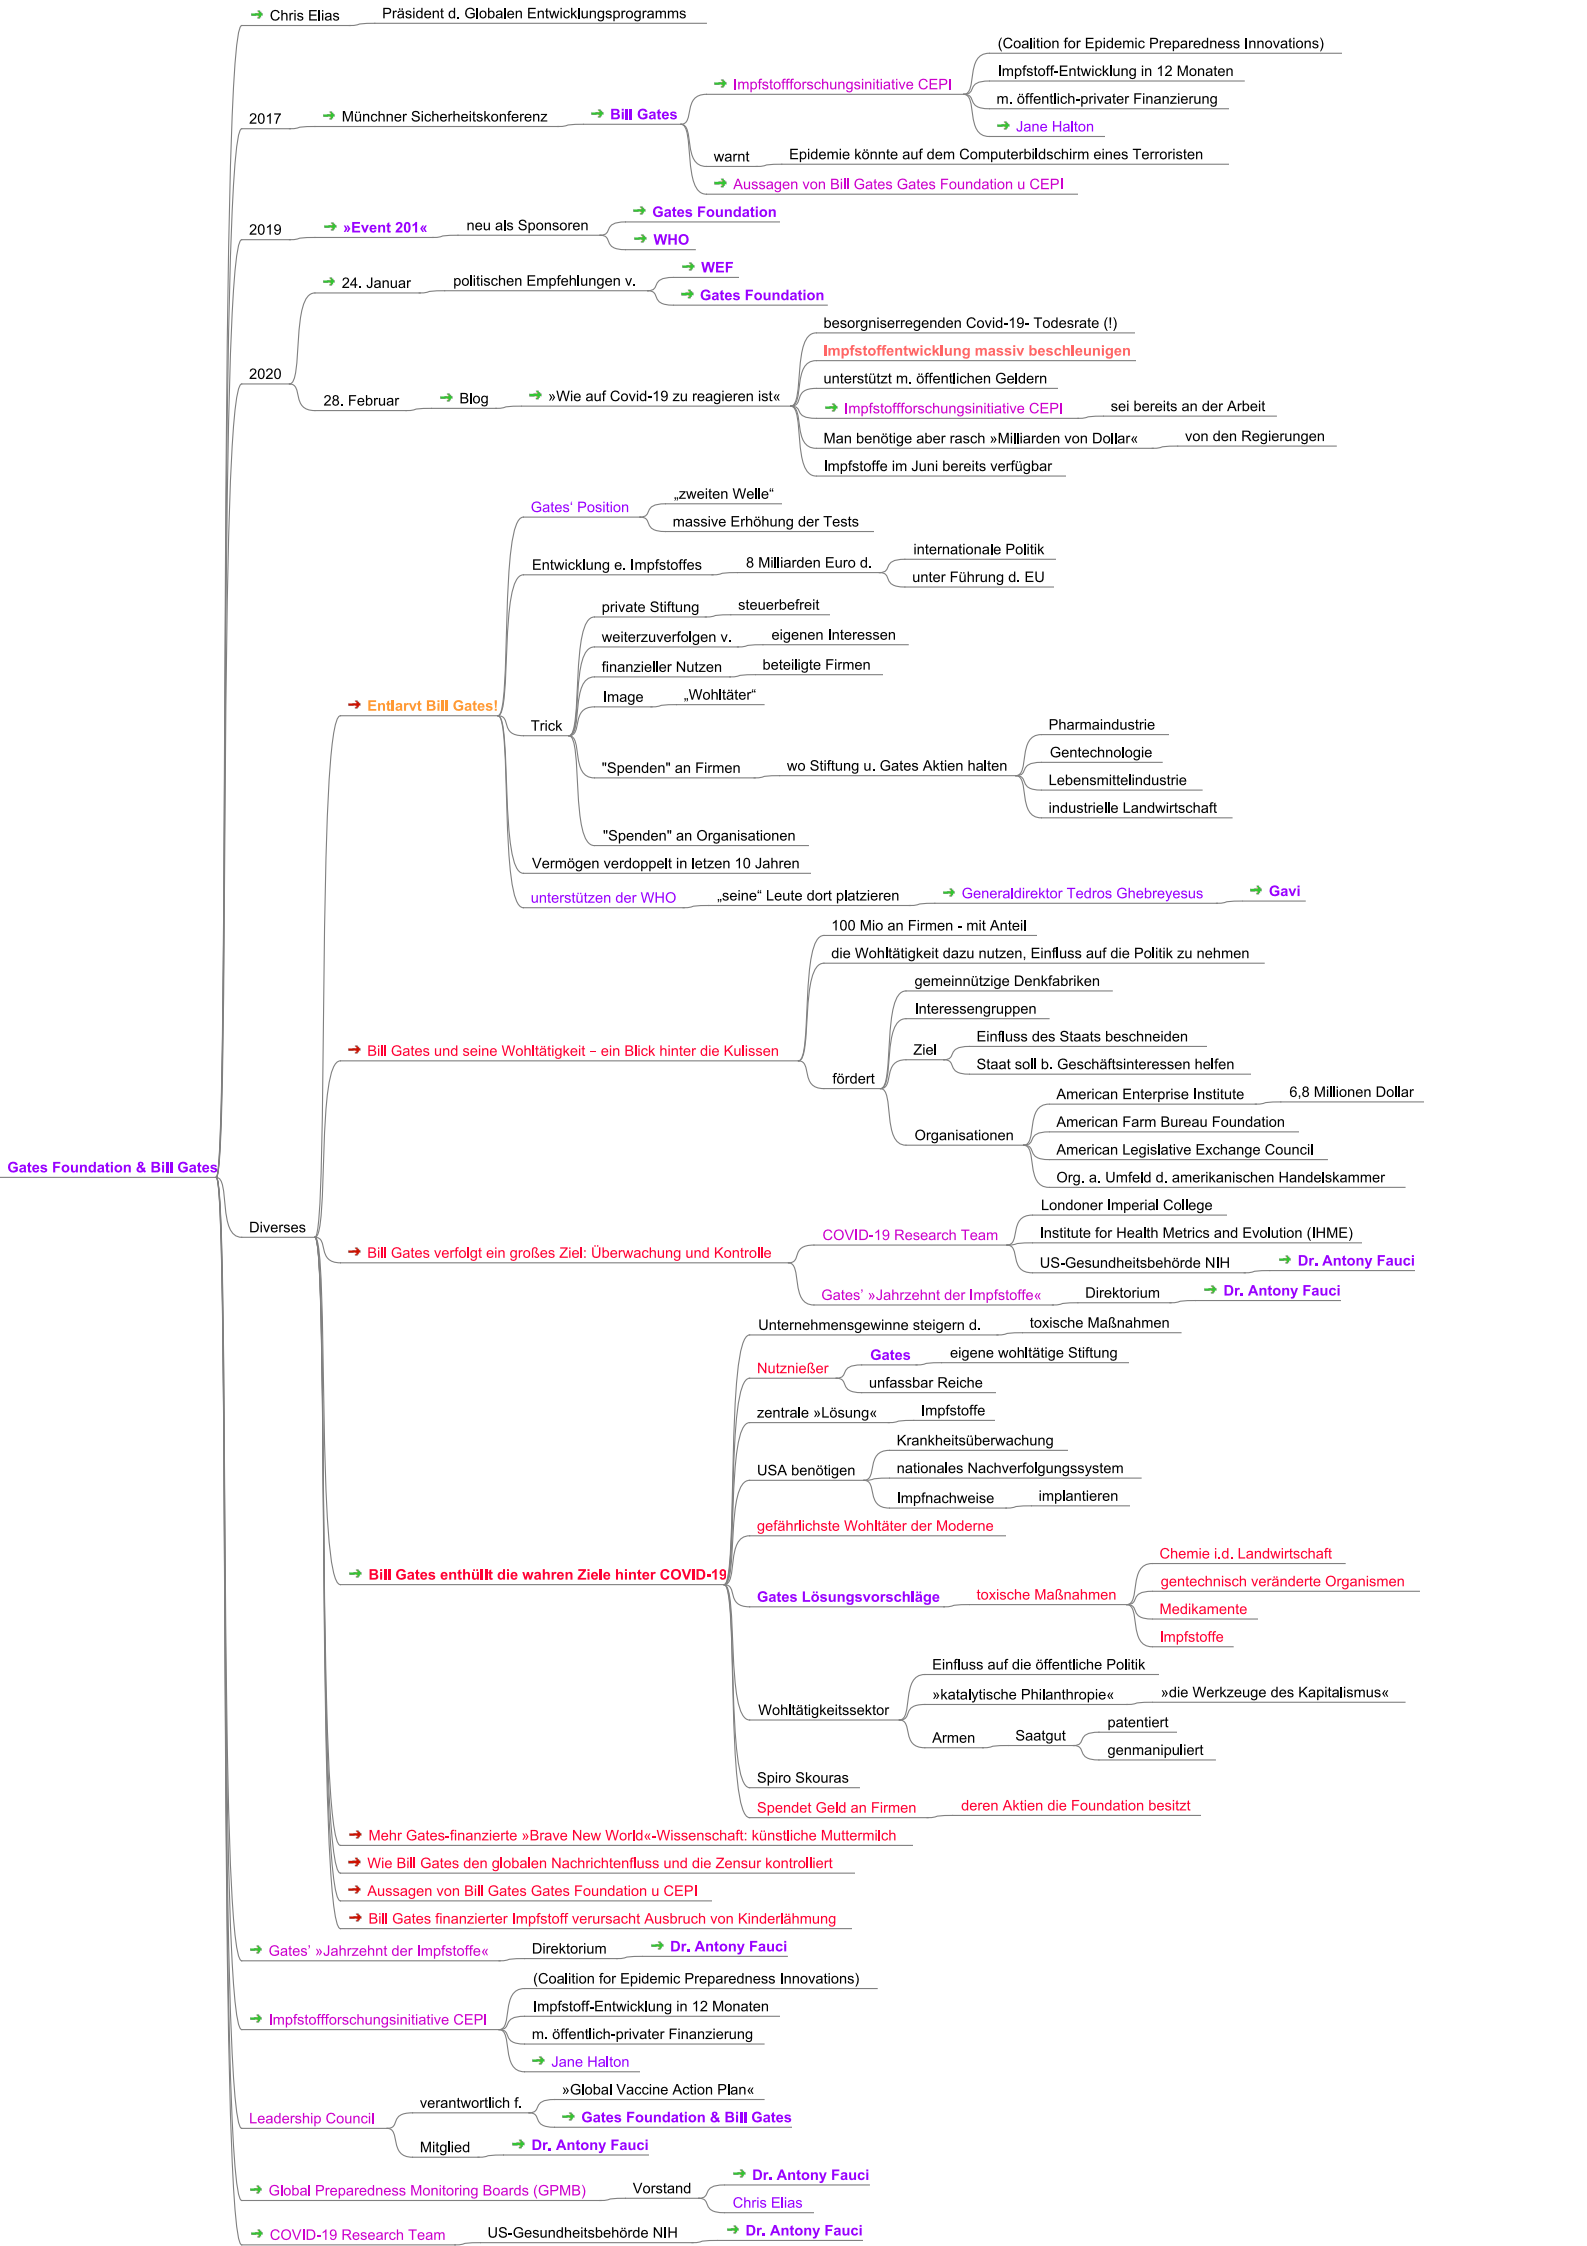 Chris Elias Präsident d. Globalen Entwicklungsprogramms
(Coalition for Epidemic Preparedness Innovations)
Impfstoffforschungsinitiative CEPI
Impfstoff-Entwicklung in 12 Monaten
m. öffentlich-privater Finanzierung
2017 Münchner Sicherheitskonferenz Bill Gates
Jane Halton
warnt Epidemie könnte auf dem Computerbildschirm eines Terroristen
Aussagen von Bill Gates Gates Foundation u CEPI
Gates Foundation
2019 »Event 201« neu als Sponsoren
WHO
WEF
24. Januar politischen Empfehlungen v.
Gates Foundation
besorgniserregenden Covid-19- Todesrate (!)
Impfstoffentwicklung massiv beschleunigen
2020
unterstützt m. öffentlichen Geldern
28. Februar Blog »Wie auf Covid-19 zu reagieren ist«
Impfstoffforschungsinitiative CEPI sei bereits an der Arbeit
Man benötige aber rasch »Milliarden von Dollar« von den Regierungen
Impfstoffe im Juni bereits verfügbar
„zweiten Welle“
Gates‘ Position
massive Erhöhung der Tests
internationale Politik
Entwicklung e. Impfstoffes 8 Milliarden Euro d.
unter Führung d. EU
private Stiftung steuerbefreit
weiterzuverfolgen v. eigenen Interessen
finanzieller Nutzen beteiligte Firmen
Image „Wohltäter“
Entlarvt Bill Gates!
Trick
Pharmaindustrie
Gentechnologie
"Spenden" an Firmen wo Stiftung u. Gates Aktien halten
Lebensmittelindustrie
industrielle Landwirtschaft
"Spenden" an Organisationen
Vermögen verdoppelt in letzen 10 Jahren
unterstützen der WHO „seine“ Leute dort platzieren Generaldirektor Tedros Ghebreyesus Gavi
100 Mio an Firmen - mit Anteil
die Wohltätigkeit dazu nutzen, Einfluss auf die Politik zu nehmen
gemeinnützige Denkfabriken
Interessengruppen
Einfluss des Staats beschneiden
Bill Gates und seine Wohltätigkeit – ein Blick hinter die Kulissen
Ziel
Staat soll b. Geschäftsinteressen helfen
fördert
American Enterprise Institute 6,8 Millionen Dollar
American Farm Bureau Foundation
Organisationen
American Legislative Exchange Council
Gates Foundation & Bill Gates
Org. a. Umfeld d. amerikanischen Handelskammer
Londoner Imperial College
Diverses
COVID-19 Research Team
Institute for Health Metrics and Evolution (IHME)
Bill Gates verfolgt ein großes Ziel: Überwachung und Kontrolle
US-Gesundheitsbehörde NIH Dr. Antony Fauci
Gates’ »Jahrzehnt der Impfstoffe« Direktorium Dr. Antony Fauci
Unternehmensgewinne steigern d. toxische Maßnahmen
Gates eigene wohltätige Stiftung
Nutznießer
unfassbar Reiche
zentrale »Lösung« Impfstoffe
Krankheitsüberwachung
USA benötigen
nationales Nachverfolgungssystem
Impfnachweise implantieren
gefährlichste Wohltäter der Moderne
Chemie i.d. Landwirtschaft
Bill Gates enthüllt die wahren Ziele hinter COVID-19
gentechnisch veränderte Organismen
Gates Lösungsvorschläge toxische Maßnahmen
Medikamente
Impfstoffe
Einfluss auf die öffentliche Politik
»katalytische Philanthropie« »die Werkzeuge des Kapitalismus«
Wohltätigkeitssektor
patentiert
Armen Saatgut
genmanipuliert
Spiro Skouras
Spendet Geld an Firmen deren Aktien die Foundation besitzt
Mehr Gates-finanzierte »Brave New World«-Wissenschaft: künstliche Muttermilch
Wie Bill Gates den globalen Nachrichtenfluss und die Zensur kontrolliert
Aussagen von Bill Gates Gates Foundation u CEPI
Bill Gates finanzierter Impfstoff verursacht Ausbruch von Kinderlähmung
Gates’ »Jahrzehnt der Impfstoffe« Direktorium Dr. Antony Fauci
(Coalition for Epidemic Preparedness Innovations)
Impfstoff-Entwicklung in 12 Monaten
Impfstoffforschungsinitiative CEPI
m. öffentlich-privater Finanzierung
Jane Halton
»Global Vaccine Action Plan«
verantwortlich f.
Gates Foundation & Bill Gates
Leadership Council
Mitglied Dr. Antony Fauci
Dr. Antony Fauci
Global Preparedness Monitoring Boards (GPMB) Vorstand
Chris Elias
COVID-19 Research Team US-Gesundheitsbehörde NIH Dr. Antony Fauci